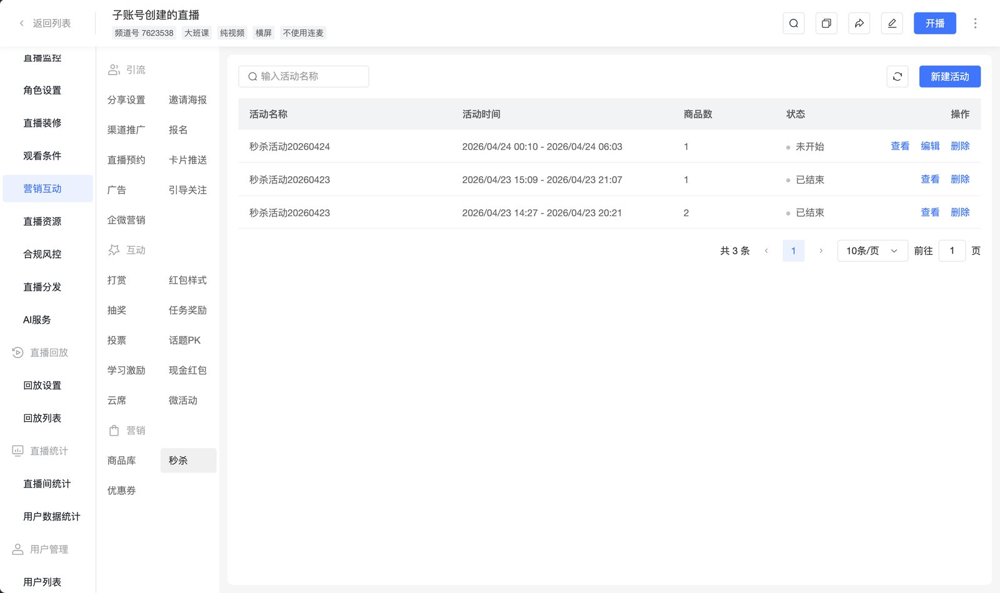 返回列表
子账号创建的直播
频道号 7623538 大班课 纯视频 横屏 不使用连麦
开播
直播监控
角色设置
直播装修
观看条件
营销互动
直播资源
合规风控
直播分发
AI服务
直播回放
回放设置
回放列表
直播统计
直播间统计
用户数据统计
用户管理
用户列表
引流
分享设置 邀请海报
渠道推广 报名
直播预约 卡片推送
广告 引导关注
企微营销
互动
打赏 红包样式
抽奖 任务奖励
投票 话题PK
学习激励 现金红包
云席 微活动
营销
商品库 秒杀
优惠券
输入活动名称
新建活动
活动名称 活动时间 商品数 状态 操作
秒杀活动20260424 2026/04/24 00:10 - 2026/04/24 06:03 1 未开始 查看 编辑 删除
秒杀活动20260423 2026/04/23 15:09 - 2026/04/23 21:07 1 已结束 查看 删除
秒杀活动20260423 2026/04/23 14:27 - 2026/04/23 20:21 2 已结束 查看 删除
共 3 条 1 10条/页 前往 1 页